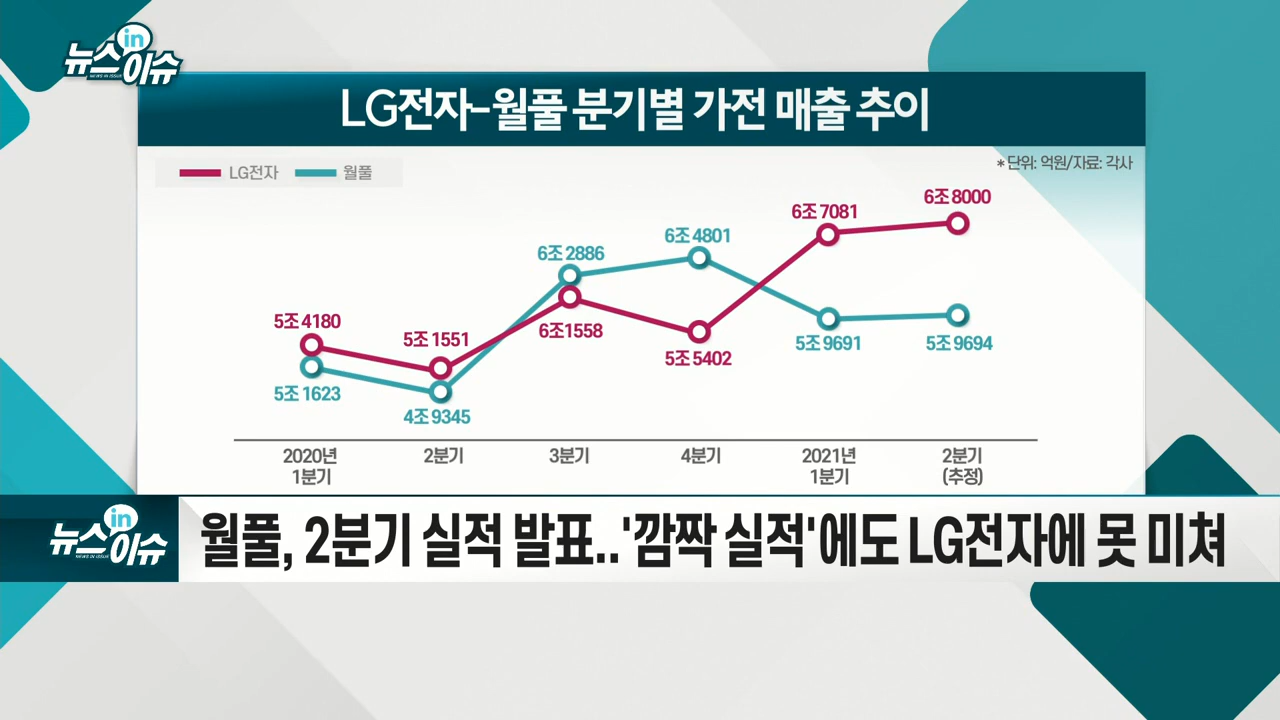 뉴스in이슈
NEWS IN ISSUE
LG전자-월풀 분기별 가전 매출 추이
LG전자 월풀
* 단위: 억원/자료: 각사
6조 8000
6조 7081
6조 4801
6조 2886
5조 4180
5조 1551
6조1558
5조 5402
5조 9691
5조 9694
5조 1623
4조 9345
2020년 2분기 3분기 4분기 2021년 2분기
1분기 1분기 (추정)
뉴스in이슈
NEWS IN ISSUE
월풀, 2분기 실적 발표..'깜짝 실적'에도 LG전자에 못 미쳐